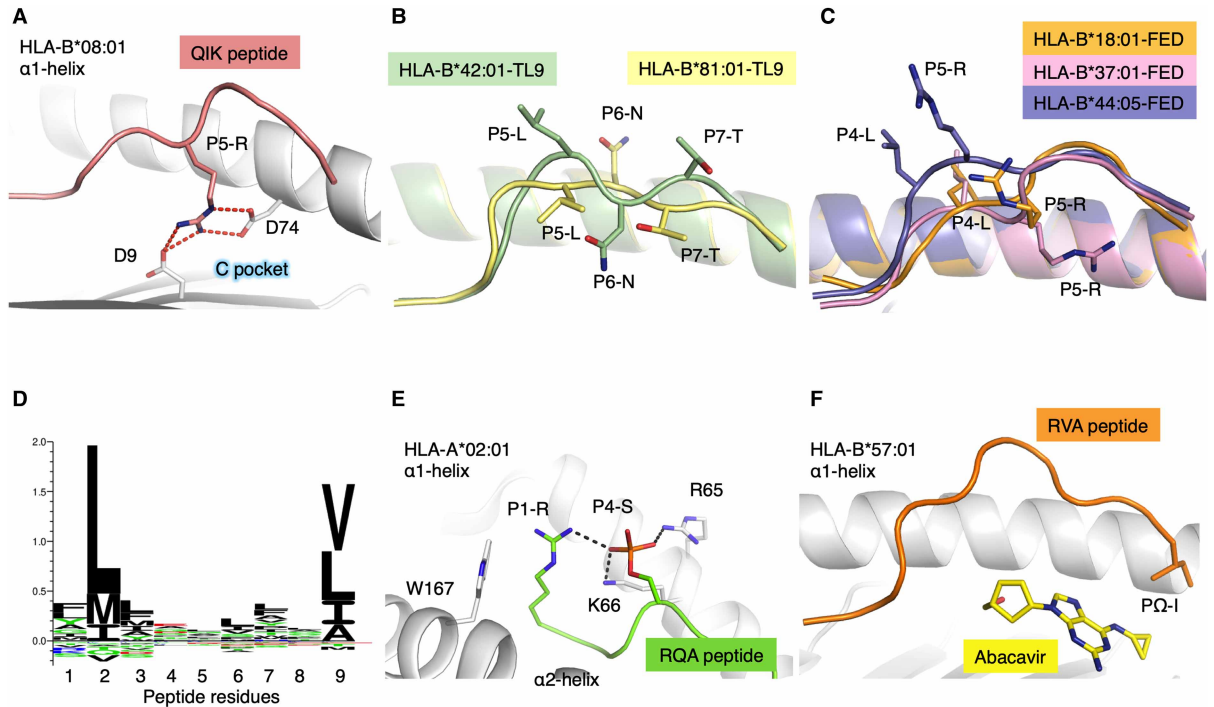 A
HLA-B*08:01
α1-helix
QIK peptide
P5-R
D74
D9
C pocket
B
HLA-B*42:01-TL9
HLA-B*81:01-TL9
P6-N
P5-L
P7-T
P5-L
P7-T
P6-N
C
HLA-B*18:01-FED
HLA-B*37:01-FED
HLA-B*44:05-FED
P5-R
P4-L
P5-R
P4-L
P5-R
D
2.0
1.5
1.0
0.5
0.0
L
M
I
V
L
I
A
1 2 3 4 5 6 7 8 9
Peptide residues
E
HLA-A*02:01
α1-helix
R65
P1-R
P4-S
W167
K66
RQA peptide
α2-helix
F
RVA peptide
HLA-B*57:01
α1-helix
PΩ-I
Abacavir